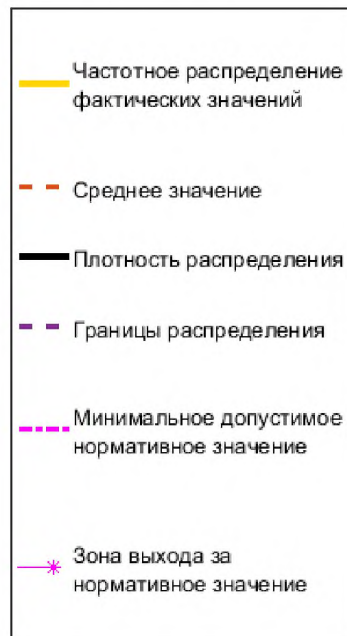 Частотное распределение
фактических значений
Среднее значение
Плотность распределения
Границы распределения
Минимальное допустимое
нормативное значение
Зона выхода за
нормативное значение